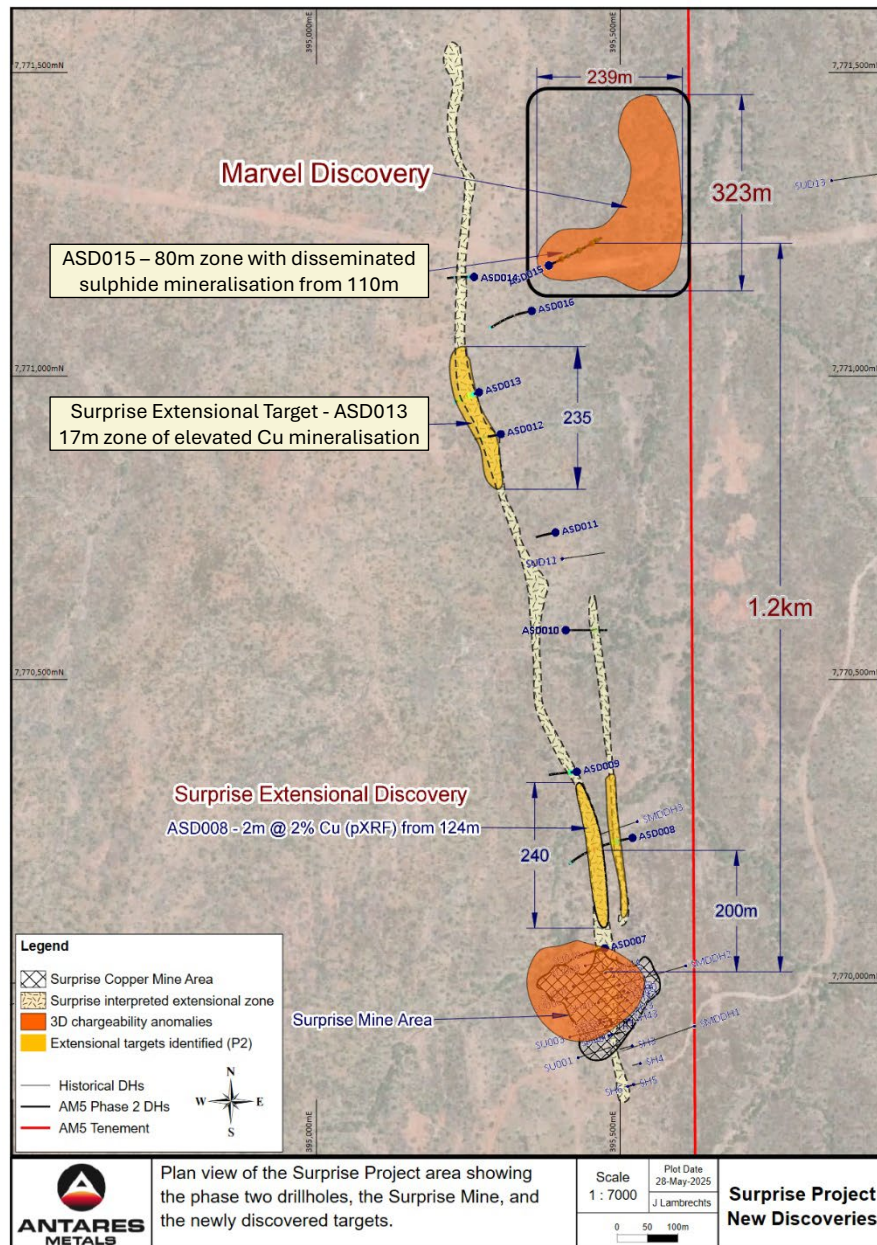 395,000mE
395,500mE
7,771,500mN
7,771,500mN
239m
Marvel Discovery
323m
SUD13
ASD015 – 80m zone with disseminated
sulphide mineralisation from 110m
ASD015
ASD014
ASD016
7,771,000mN
7,771,000mN
ASD013
Surprise Extensional Target - ASD013
17m zone of elevated Cu mineralisation
235
ASD012
ASD011
SUD11
1.2km
ASD010
7,770,500mN
7,770,500mN
ASD009
Surprise Extensional Discovery
SMDDH3
ASD008 - 2m @ 2% Cu (pXRF) from 124m
ASD008
240
200m
ASD007
SMDDH2
7,770,000mN
Surprise Mine Area
SMDDH1
SU001
SH3
SH4
SH5
Legend
Surprise Copper Mine Area
Surprise interpreted extensional zone
3D chargeability anomalies
Extensional targets identified (P2)
Historical DHs
AM5 Phase 2 DHs
AM5 Tenement
N
W E
S
395,000mE
395,500mE
ANTARES
METALS
Plan view of the Surprise Project area showing
the phase two drillholes, the Surprise Mine, and
the newly discovered targets.
Scale
1 : 7000
Plot Date
28-May-2025
J Lambrechts
0 50 100m
Surprise Project
New Discoveries